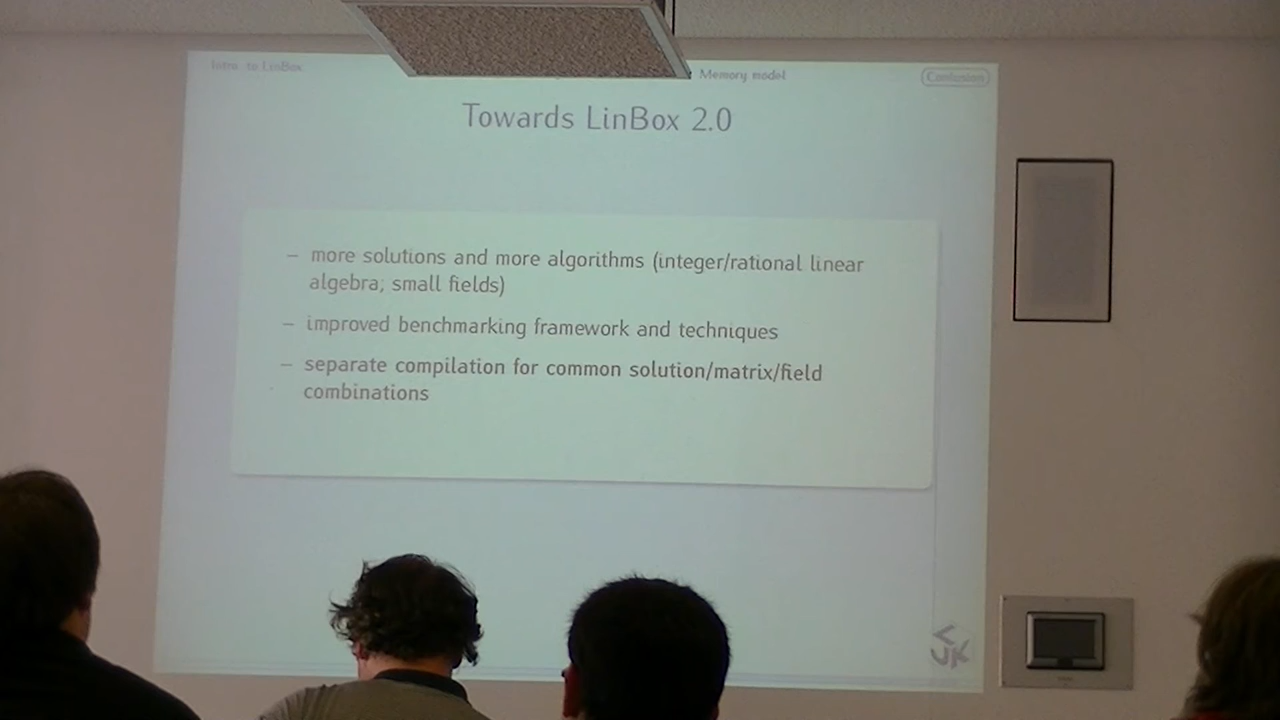 Intro to LinBox
Memory model
Conlusion
Towards LinBox 2.0
– more solutions and more algorithms (integer/rational linear
algebra; small fields)
– improved benchmarking framework and techniques
– separate compilation for common solution/matrix/field
combinations